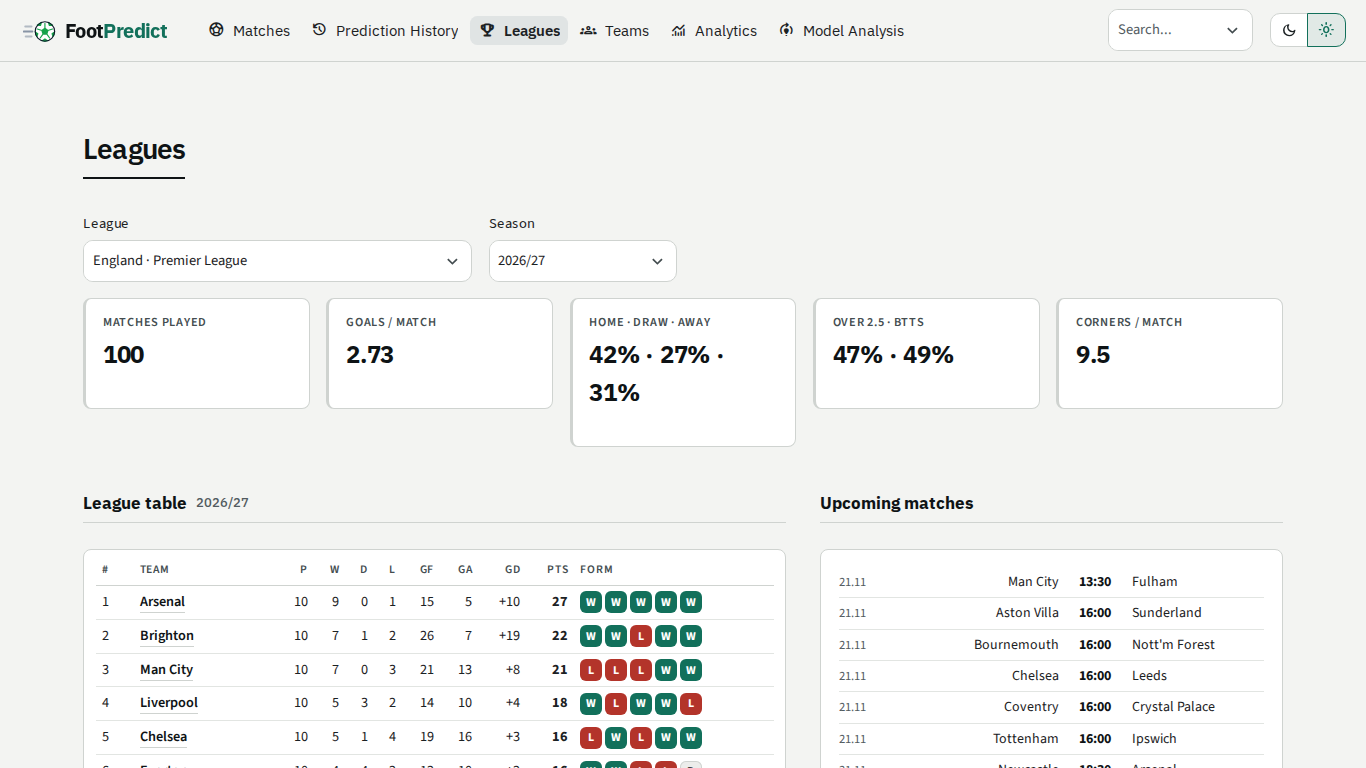 FootPredict Matches Prediction History Leagues Teams Analytics Model Analysis Search...
Leagues
League Season
England · Premier League 2026/27
MATCHES PLAYED
100
GOALS / MATCH
2.73
HOME · DRAW · AWAY
42% · 27% ·
31%
OVER 2.5 · BTTS
47% · 49%
CORNERS / MATCH
9.5
League table 2026/27
# TEAM P W D L GF GA GD PTS FORM
1 Arsenal 10 9 0 1 15 5 +10 27 W W W W W
2 Brighton 10 7 1 2 26 7 +19 22 W W L W W
3 Man City 10 7 0 3 21 13 +8 21 L L L W W
4 Liverpool 10 5 3 2 14 10 +4 18 W L W W L
5 Chelsea 10 5 1 4 19 16 +3 16 L W L W W
Upcoming matches
21.11 Man City 13:30 Fulham
21.11 Aston Villa 16:00 Sunderland
21.11 Bournemouth 16:00 Nott'm Forest
21.11 Chelsea 16:00 Leeds
21.11 Coventry 16:00 Crystal Palace
21.11 Tottenham 16:00 Ipswich